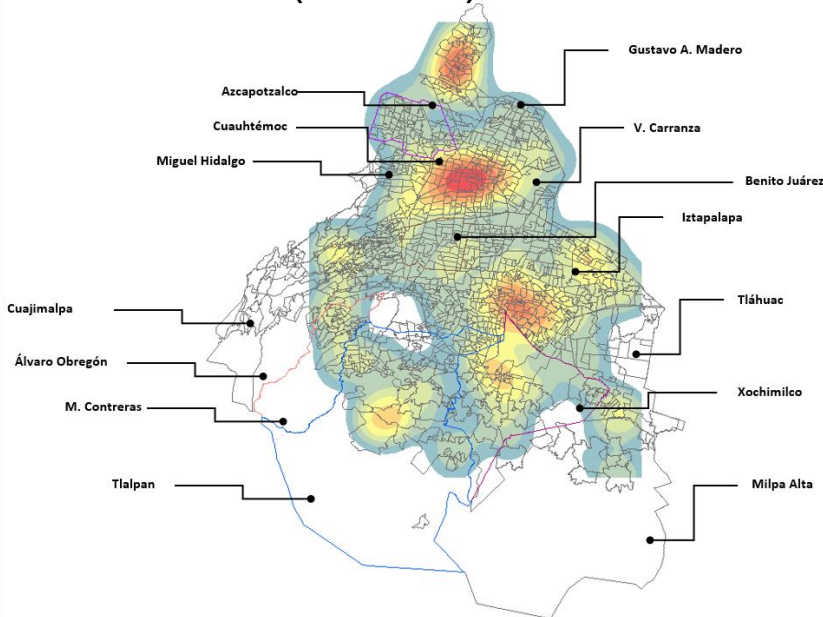 Gustavo A. Madero
Azcapotzalco
Cuauhtémoc
V. Carranza
Miguel Hidalgo
Benito Juárez
Iztapalapa
Tláhuac
Cuajimalpa
Álvaro Obregón
Xochimilco
M. Contreras
Tlalpan
Milpa Alta